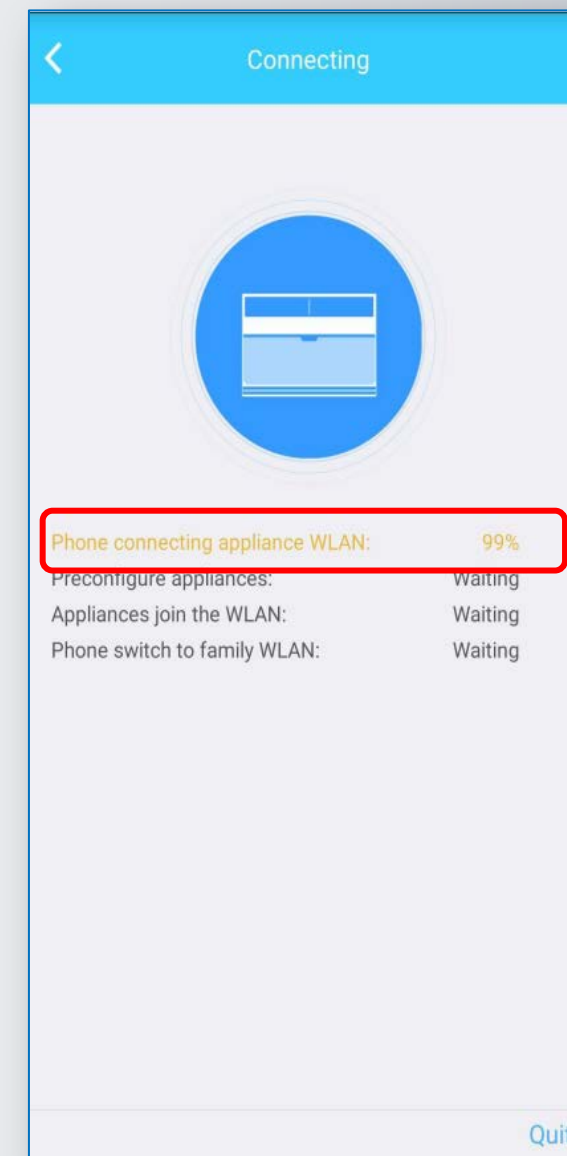 Connecting
Phone connecting appliance WLAN: 99%
Preconfigure appliances: Waiting
Appliances join the WLAN: Waiting
Phone switch to family WLAN: Waiting
Quit